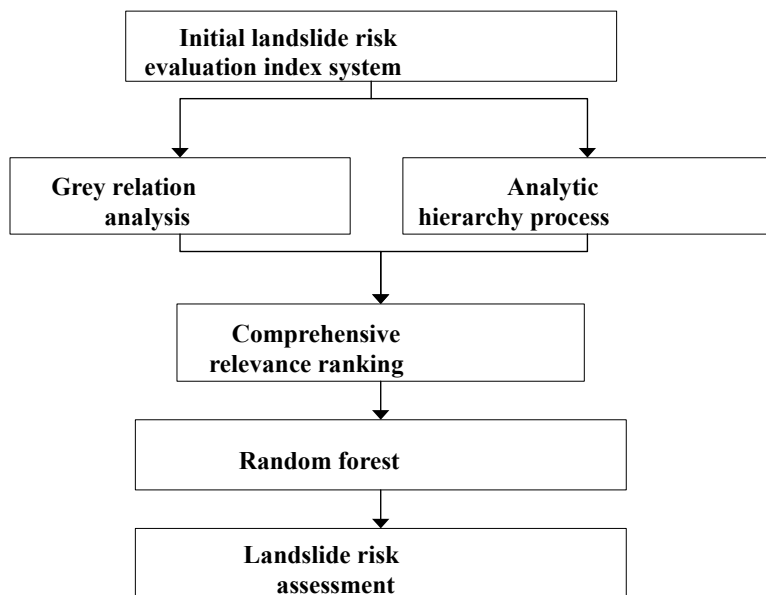 Initial landslide risk
evaluation index system
Grey relation
analysis
Analytic
hierarchy process
Comprehensive
relevance ranking
Random forest
Landslide risk
assessment